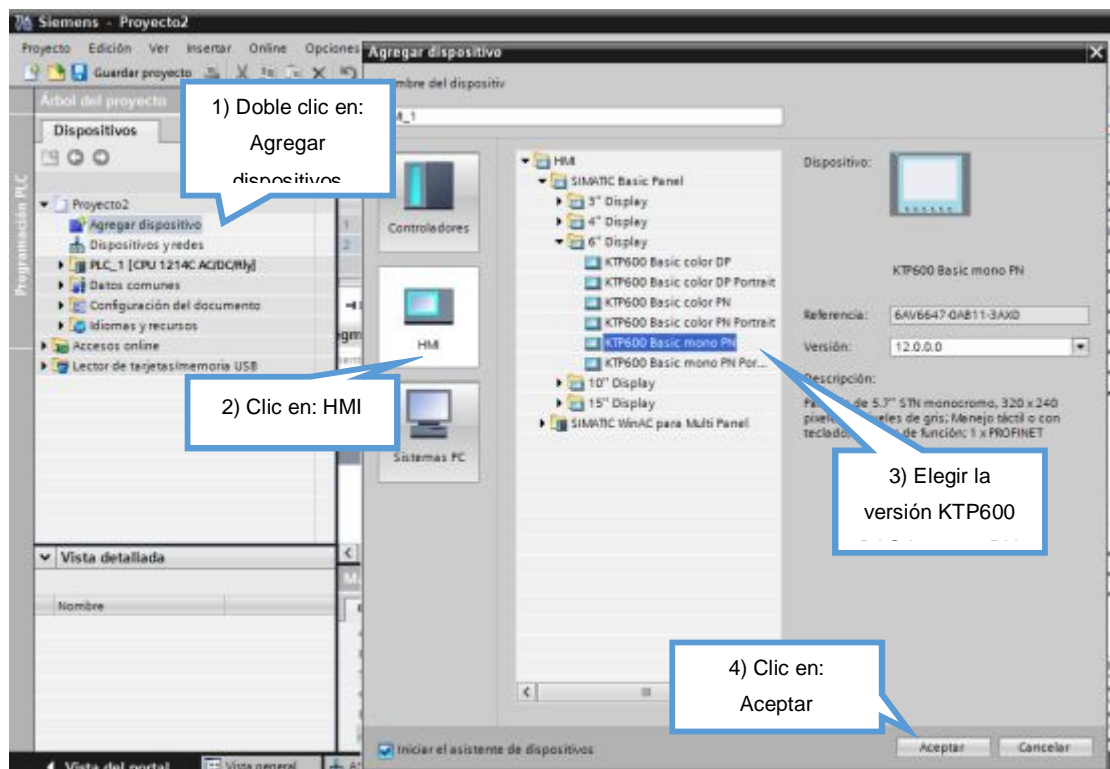 Siemens - Proyecto2
Proyecto Edición Ver Insertar Online Opciones
Guardar proyecto
Árbol del proyecto
Dispositivos
Programación PLC
Proyecto2
Agregar dispositivo
Dispositivos y redes
PLC_1 [CPU 1214C AC/DC/Rly]
Datos comunes
Configuración del documento
Idiomas y recursos
Accesos online
Lector de tarjetas/memoria USB
Vista detallada
Nombre
Vista del portal
Vista general
1) Doble clic en:
Agregar
dispositivos
2) Clic en: HMI
Agregar dispositivo
del dispositiv
Controladores
HMI
Sistemas PC
HMI
SIMATIC Basic Panel
3" Display
4" Display
6" Display
KTP600 Basic color DP
KTP600 Basic color DP Portrait
KTP600 Basic color PN
KTP600 Basic color PN Portrait
KTP600 Basic mono PN
KTP600 Basic mono PN Por...
10" Display
15" Display
SIMATIC WinAC para Multi Panel
Dispositivo:
KTP600 Basic mono PN
Referencia: 6AV6647-0AB11-3AX0
Versión: 12.0.0.0
Descripción:
de 5.7" STN monocromo, 320 x 240
de gris; Manejo táctil o con
de función; 1 x PROFINET
3) Elegir la
versión KTP600
4) Clic en:
Aceptar
Iniciar el asistente de dispositivos
Aceptar Cancelar